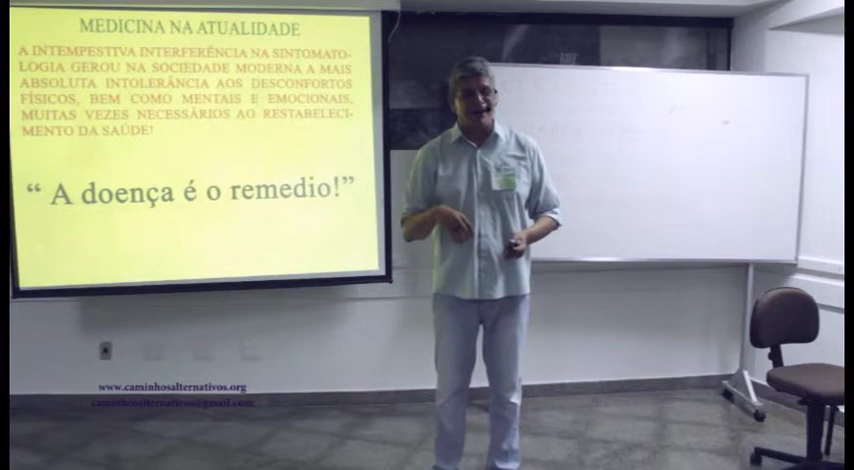 MEDICINA NA ATUALIDADE
A INTEMPESTIVA INTERFERÊNCIA NA SINTOMATO-
LOGIA GEROU NA SOCIEDADE MODERNA A MAIS
ABSOLUTA INTOLERÂNCIA AOS DESCONFORTOS
FÍSICOS, BEM COMO MENTAIS E EMOCIONAIS,
MUITAS VEZES NECESSÁRIOS AO RESTABELECI-
MENTO DA SAÚDE!
“ A doença é o remedio!”
www.caminhosalternativos.org
caminhosalternativos@gmail.com